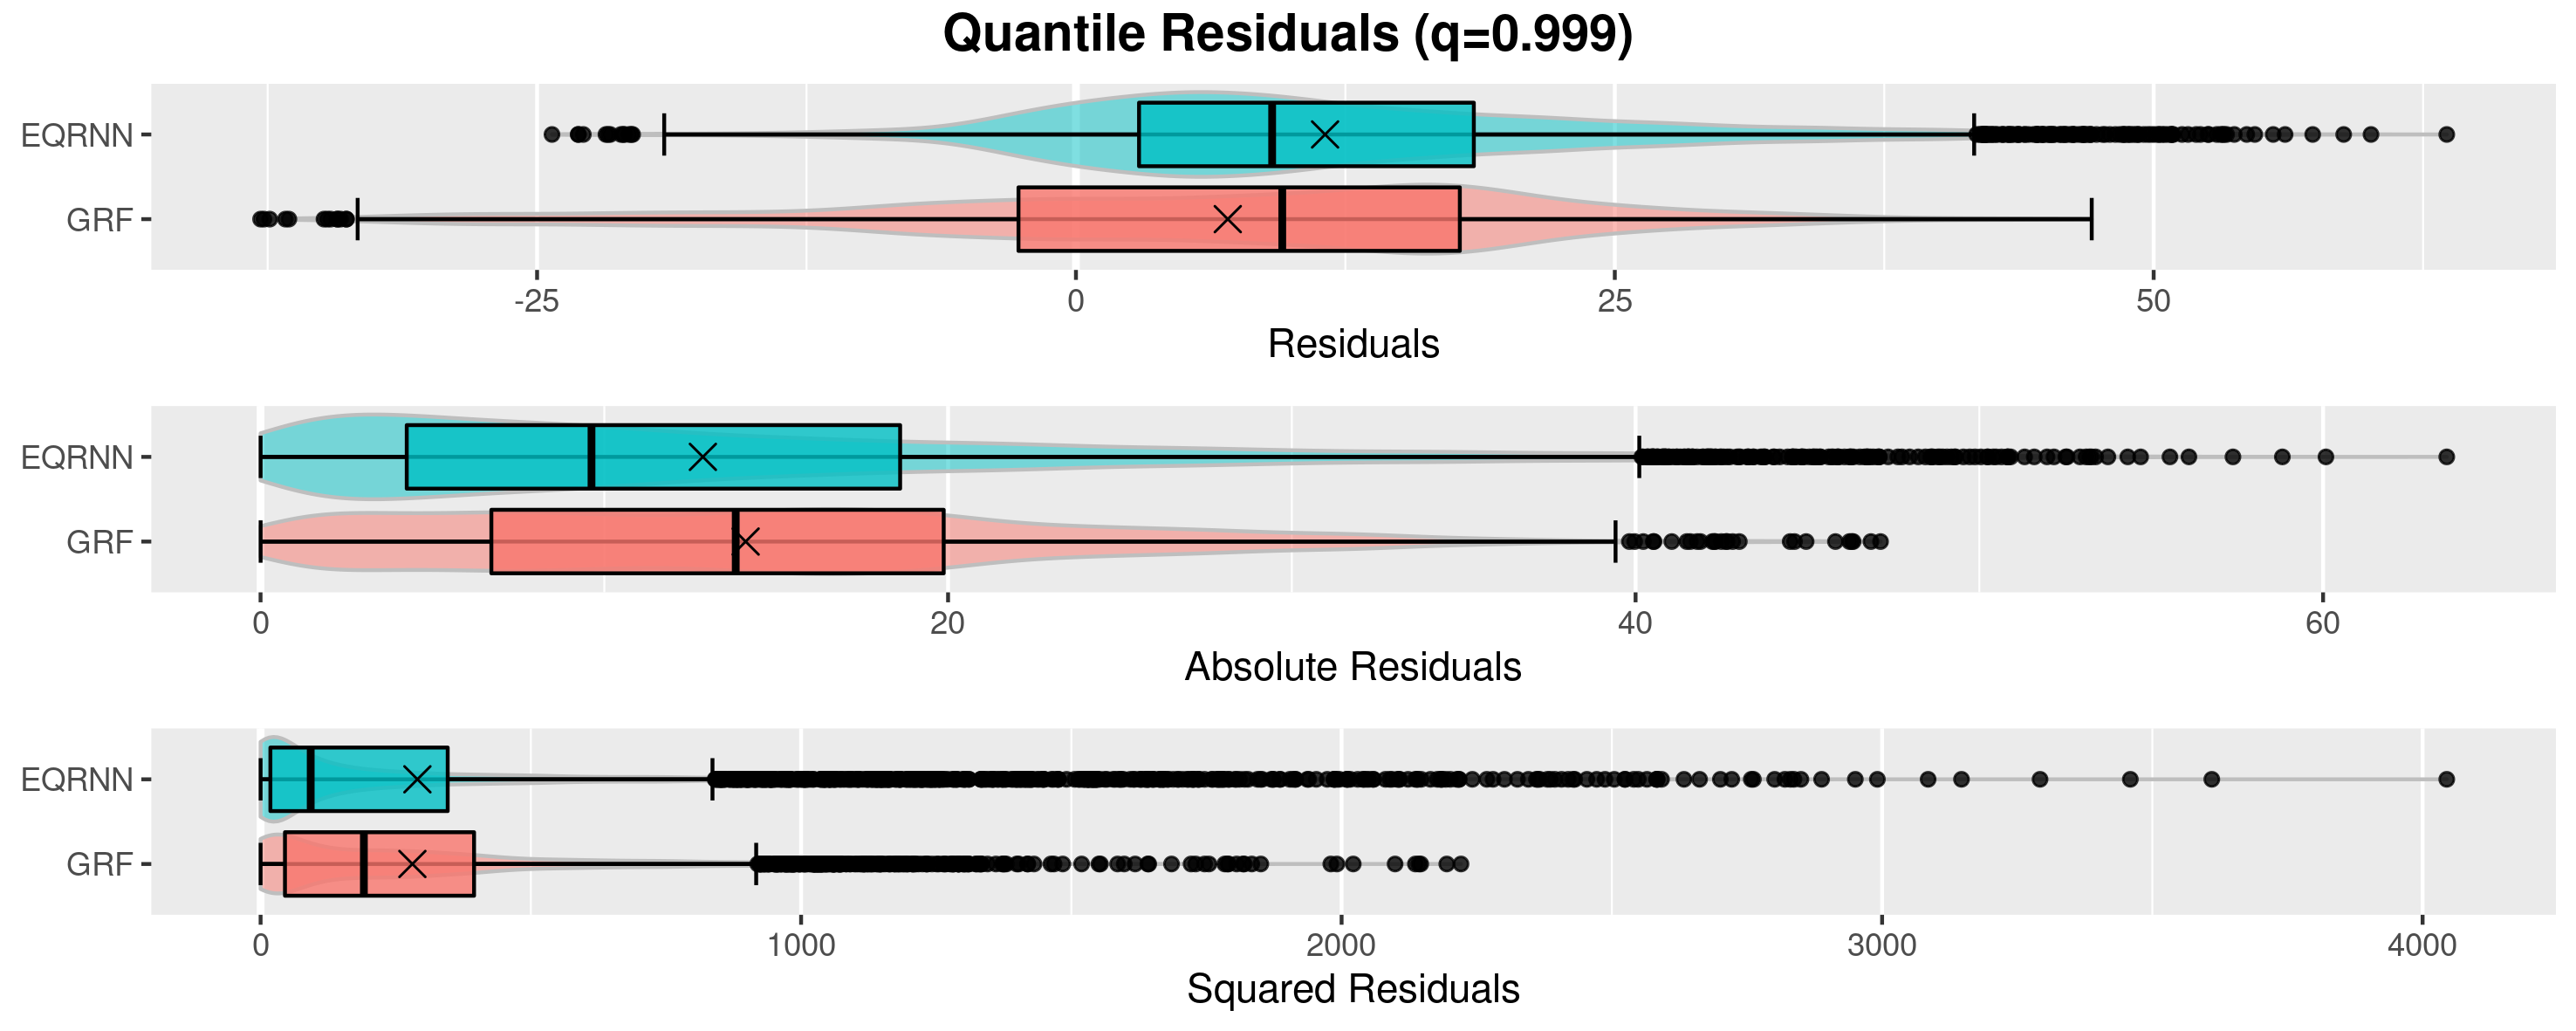 Quantile Residuals (q=0.999)
EQRNN
GRF
-25 0 25 50
Residuals
EQRNN
GRF
0 20 40 60
Absolute Residuals
EQRNN
GRF
0 1000 2000 3000 4000
Squared Residuals